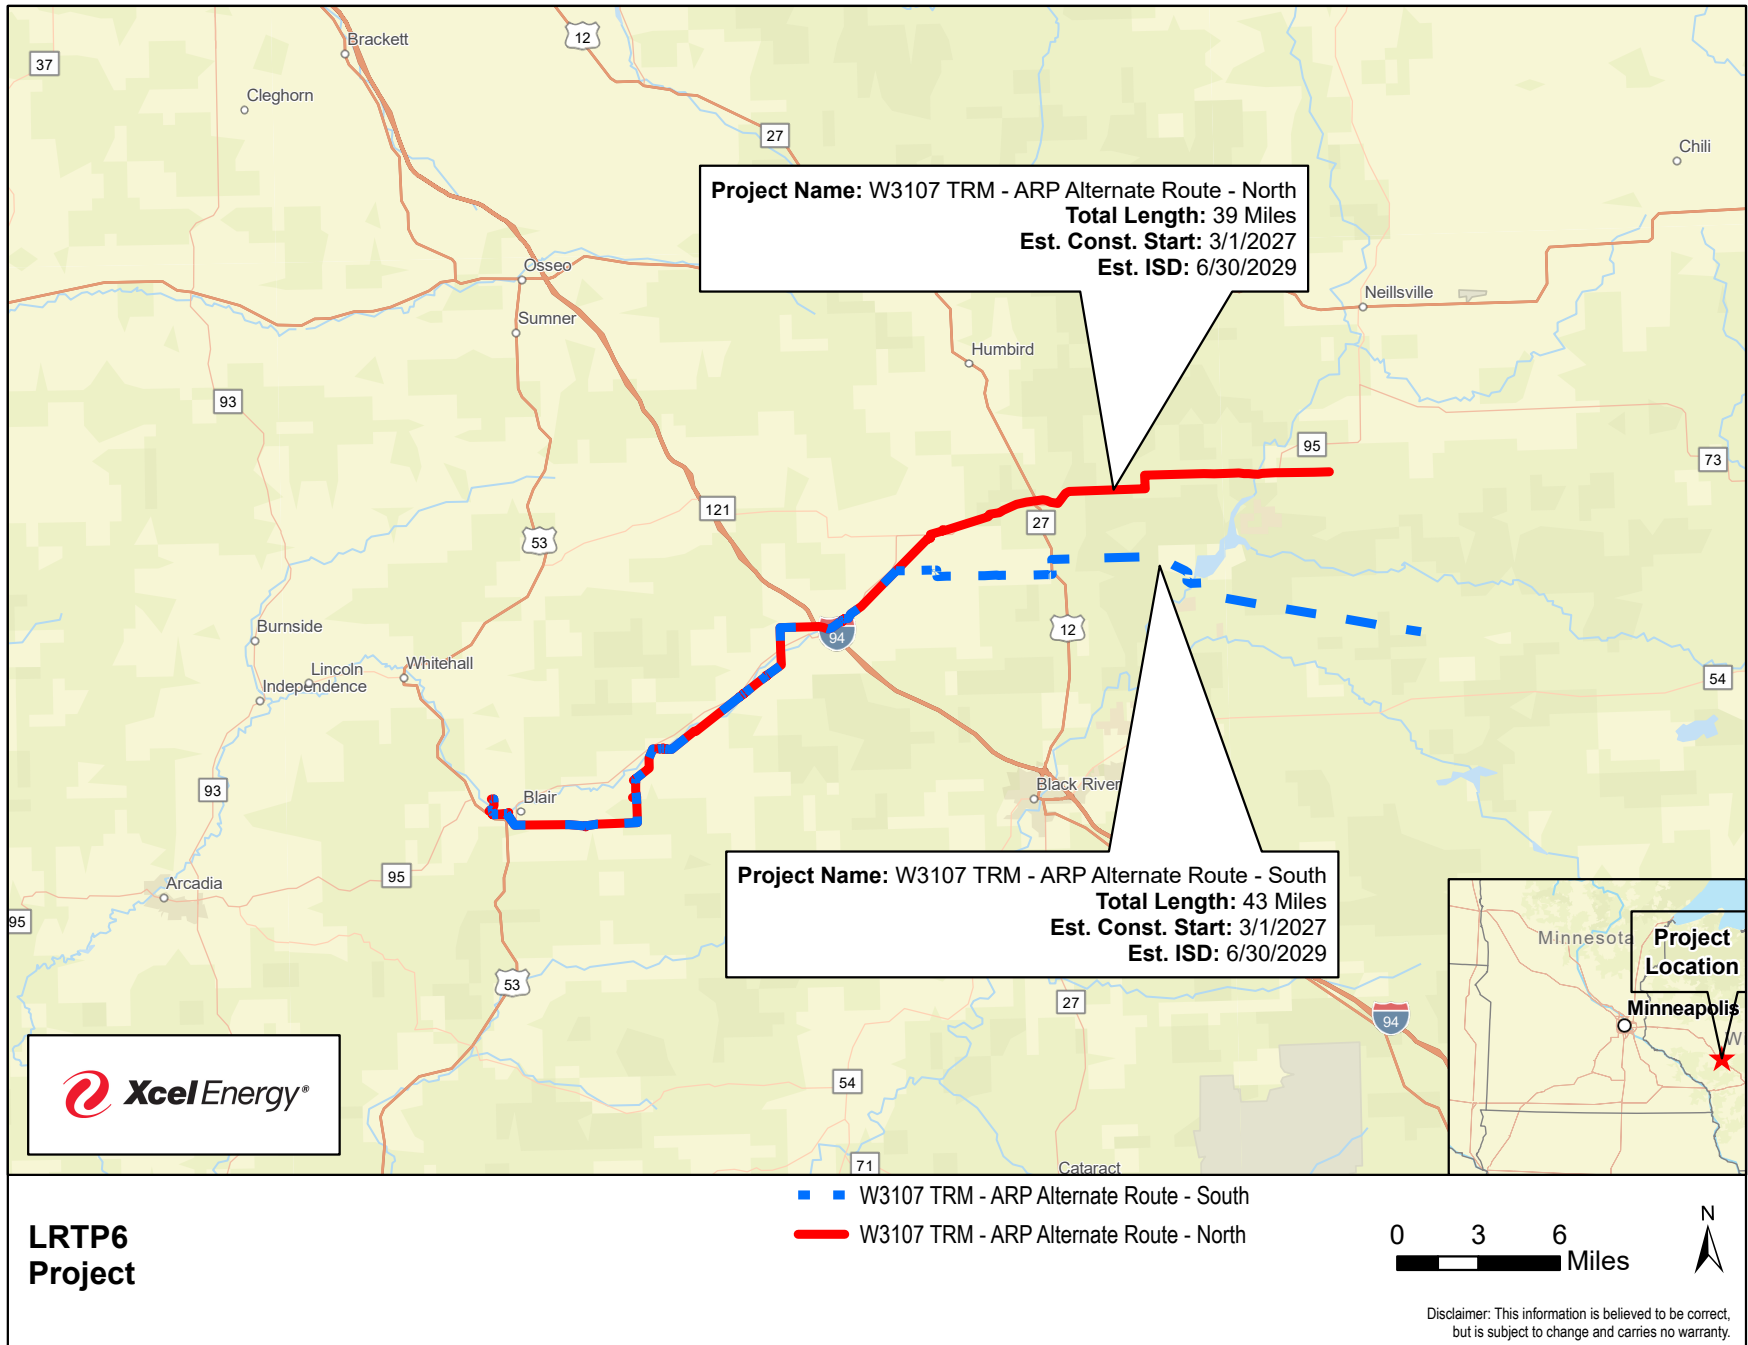 Brackett
12
37
Cleghorn
27
Chili
Project Name: W3107 TRM - ARP Alternate Route - North
Total Length: 39 Miles
Est. Const. Start: 3/1/2027
Est. ISD: 6/30/2029
Osseo
Neillsville
Sumner
Humbird
93
95
73
121
27
53
Burnside
94
12
Lincoln
Whitehall
Independence
54
93
Blair
Black River
95
Arcadia
95
Project Name: W3107 TRM - ARP Alternate Route - South
Total Length: 43 Miles
Est. Const. Start: 3/1/2027
Est. ISD: 6/30/2029
53
27
94
Minnesota
Project
Location
Minneapolis
W
Xcel Energy®
54
71
Cataract
W3107 TRM - ARP Alternate Route - South
W3107 TRM - ARP Alternate Route - North
LRTP6
Project
0 3 6
Miles
N
Disclaimer: This information is believed to be correct,
but is subject to change and carries no warranty.